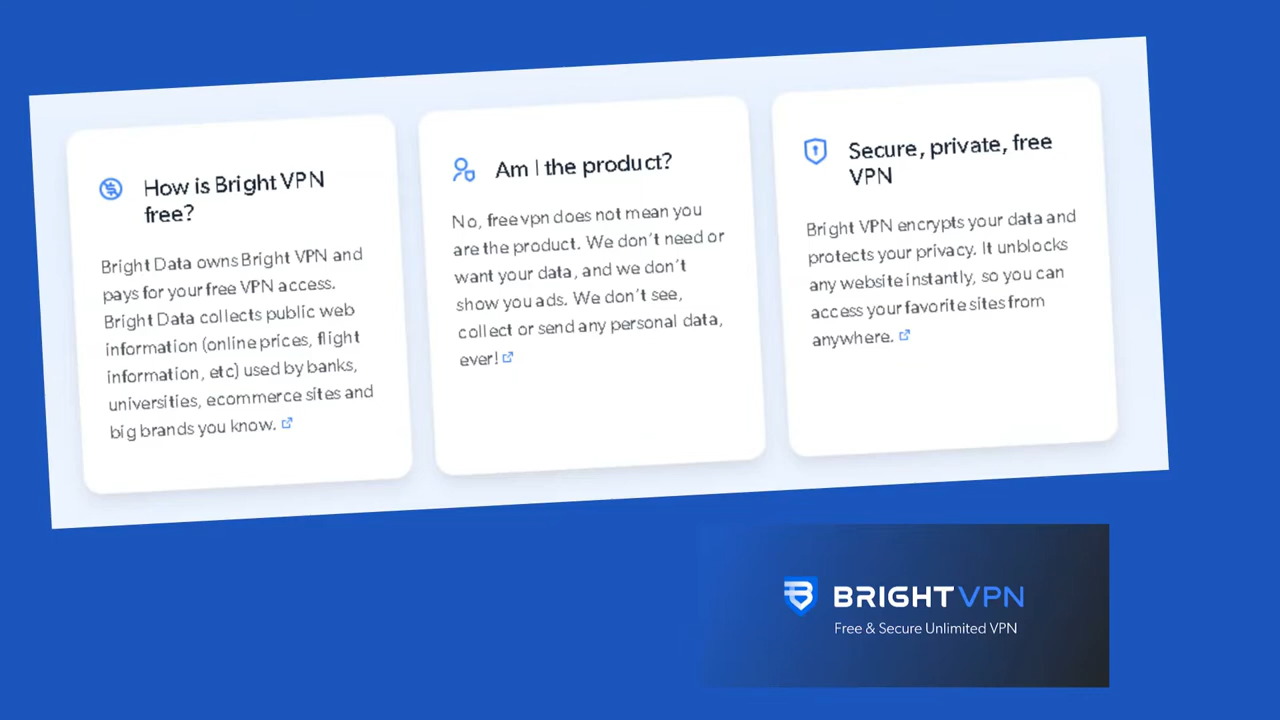 How is Bright VPN
free?
Bright Data owns Bright VPN and
pays for your free VPN access.
Bright Data collects public web
information (online prices, flight
information, etc) used by banks,
universities, ecommerce sites and
big brands you know.
Am I the product?
No, free vpn does not mean you
are the product. We don't need or
want your data, and we don't
show you ads. We don't see,
collect or send any personal data,
ever!
Secure, private, free
VPN
Bright VPN encrypts your data and
protects your privacy. It unblocks
any website instantly, so you can
access your favorite sites from
anywhere.
BRIGHT VPN
Free & Secure Unlimited VPN